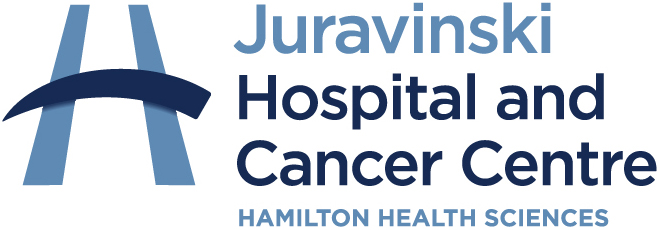 Juravinski
Hospital and
Cancer Centre
HAMILTON HEALTH SCIENCES